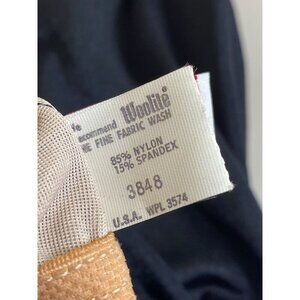 recommend Woolite
FINE FABRIC WASH
85% NYLON
15% SPANDEX
3848
U.S.A. WPL 3574